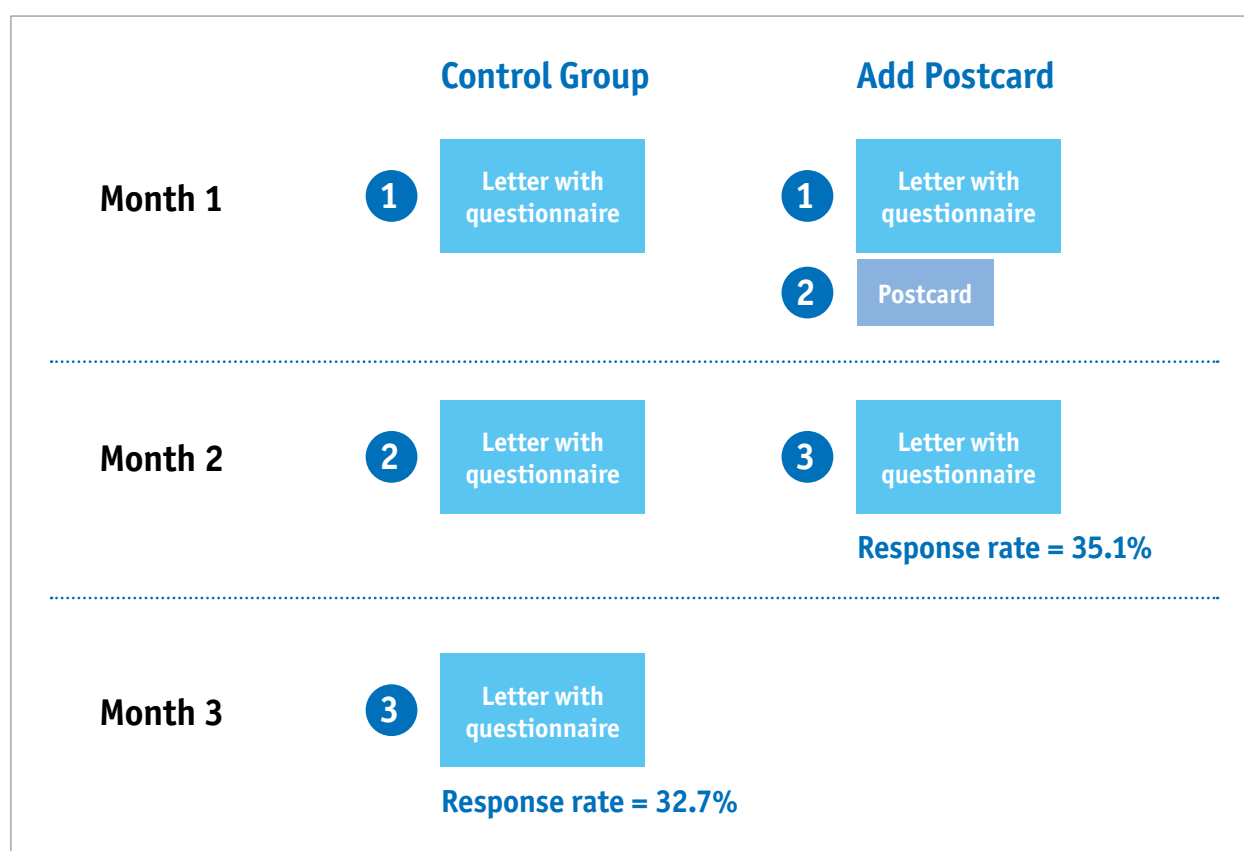 Control Group
Add Postcard
Month 1
1
Letter with
questionnaire
1
Letter with
questionnaire
2
Postcard
Month 2
2
Letter with
questionnaire
3
Letter with
questionnaire
Response rate = 35.1%
Month 3
3
Letter with
questionnaire
Response rate = 32.7%